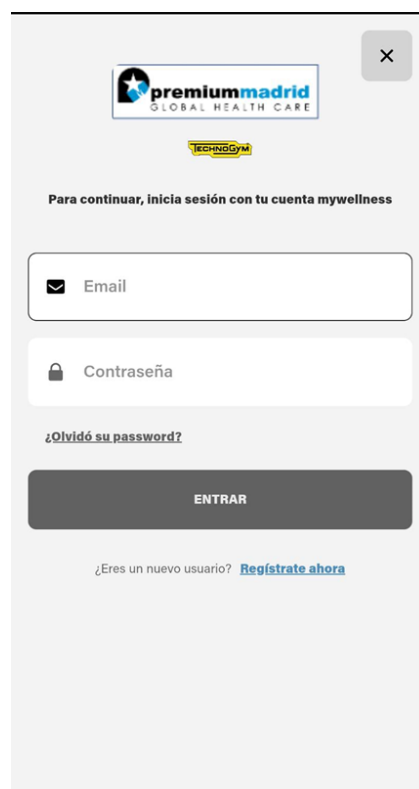 premiummadrid
GLOBAL HEALTH CARE
TECHNOGYM
Para continuar, inicia sesión con tu cuenta mywellness
Email
Contraseña
¿Olvidó su password?
ENTRAR
¿Eres un nuevo usuario? Regístrate ahora